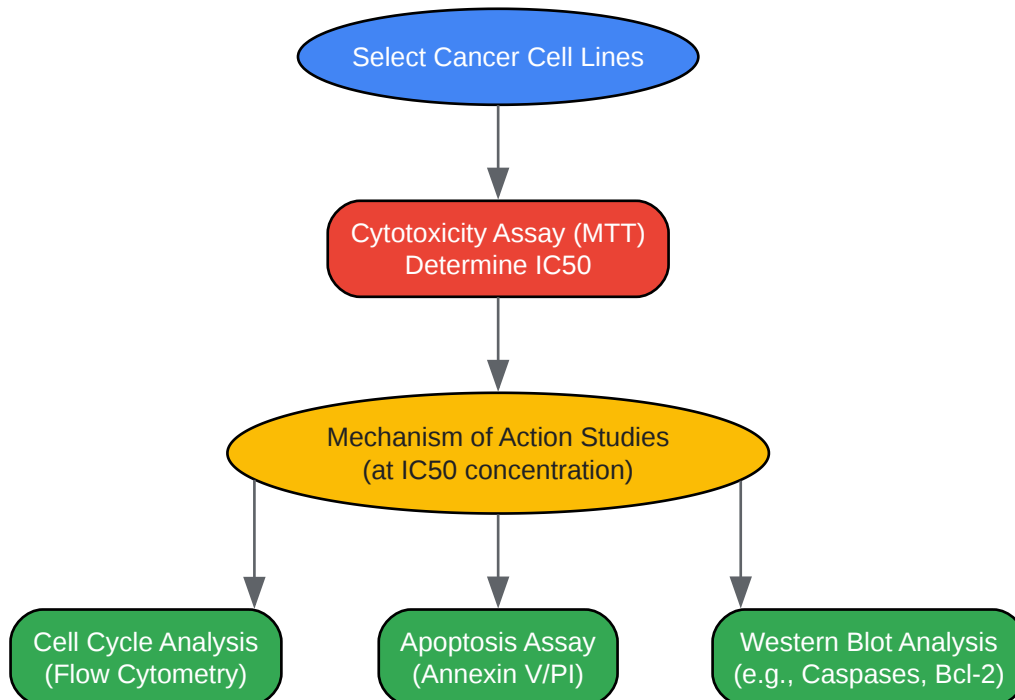 Select Cancer Cell Lines
Cytotoxicity Assay (MTT)
Determine IC50
Mechanism of Action Studies
(at IC50 concentration)
Cell Cycle Analysis
(Flow Cytometry)
Apoptosis Assay
(Annexin V/PI)
Western Blot Analysis
(e.g., Caspases, Bcl-2)